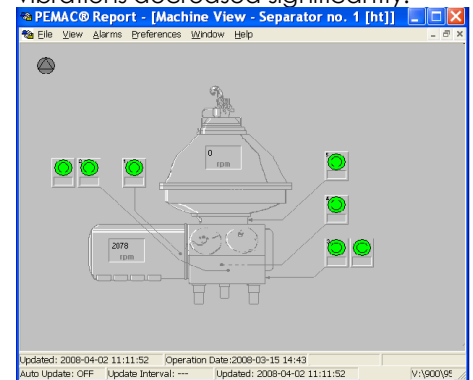 vibrations decreased significantly.
PEMAC® Report - [Machine View - Separator no. 1 [ht]]
File View Alarms Preferences Window Help
0
rpm
2078
rpm
Updated: 2008-04-02 11:11:52 Operation Date:2008-03-15 14:43
Auto Update: OFF Update Interval: --- Updated: 2008-04-02 11:11:52 V:\900\95